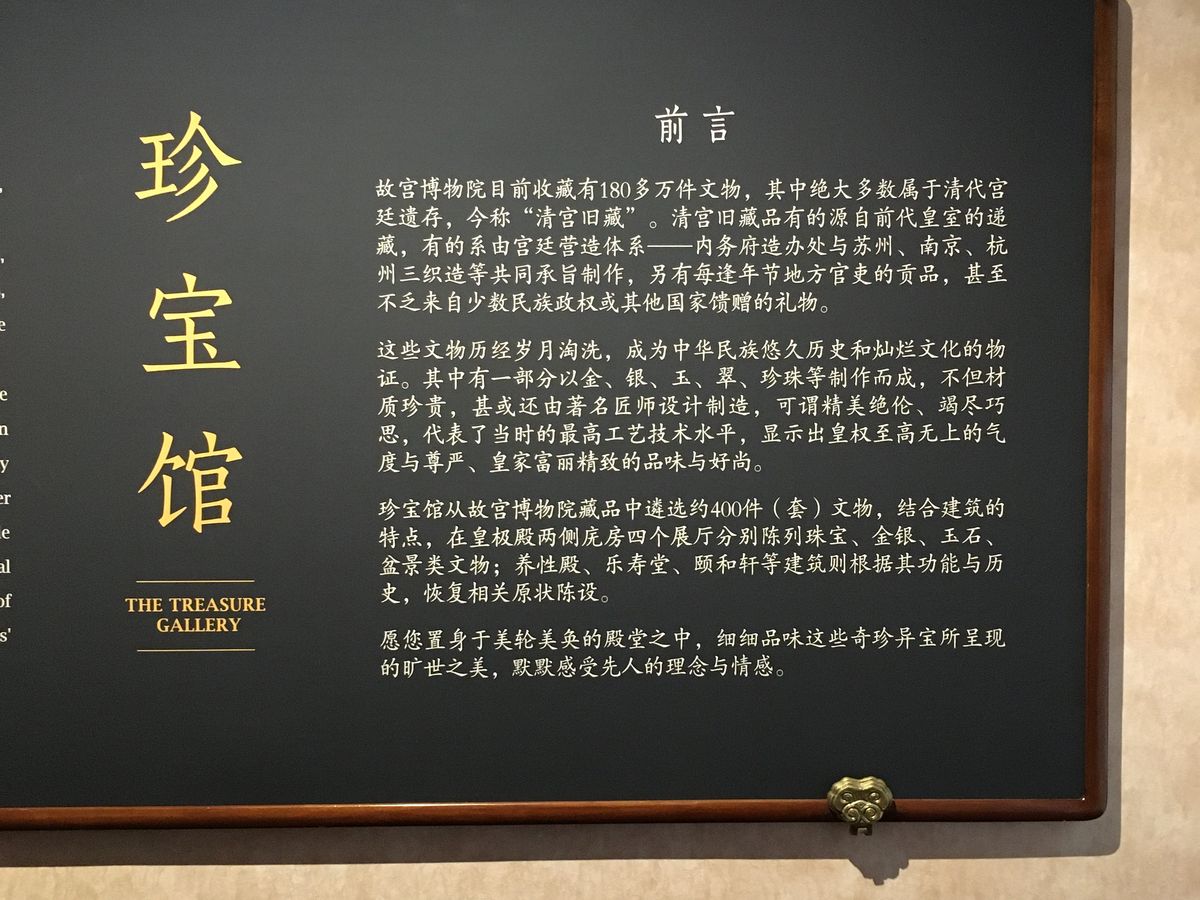 珍宝馆
THE TREASURE
GALLERY
前言
故宫博物院目前收藏有180多万件文物，其中绝大多数属于清代宫
廷遗存，今称“清宫旧藏”。清宫旧藏品有的源自前代皇室的递
藏，有的系由宫廷营造体系——内务府造办处与苏州、南京、杭
州三织造等共同承旨制作，另有每逢年节地方官吏的贡品，甚至
不乏来自少数民族政权或其他国家馈赠的礼物。
这些文物历经岁月淘洗，成为中华民族悠久历史和灿烂文化的物
证。其中有一部分以金、银、玉、翠、珍珠等制作而成，不但材
质珍贵，甚或还由著名匠师设计制造，可谓精美绝伦、竭尽巧
思，代表了当时的最高工艺技术水平，显示出皇权至高无上的气
度与尊严、皇家富丽精致的品味与好尚。
珍宝馆从故宫博物院藏品中遴选约400件（套）文物，结合建筑的
特点，在皇极殿两侧庑房四个展厅分别陈列珠宝、金银、玉石、
盆景类文物；养性殿、乐寿堂、颐和轩等建筑则根据其功能与历
史，恢复相关原状陈设。
愿您置身于美轮美奂的殿堂之中，细细品味这些奇珍异宝所呈现
的旷世之美，默默感受先人的理念与情感。